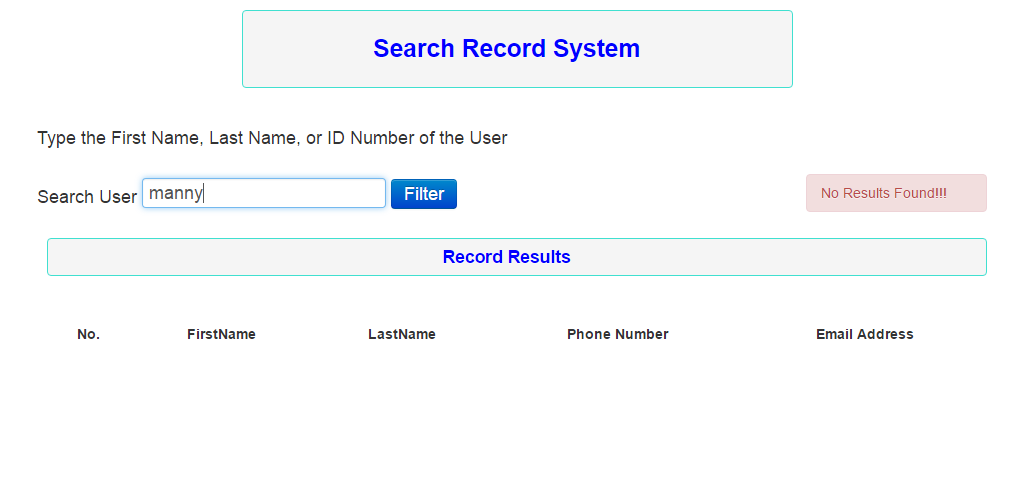 Search Record System
Type the First Name, Last Name, or ID Number of the User
Search User manny Filter No Results Found!!!
Record Results
No. FirstName LastName Phone Number Email Address